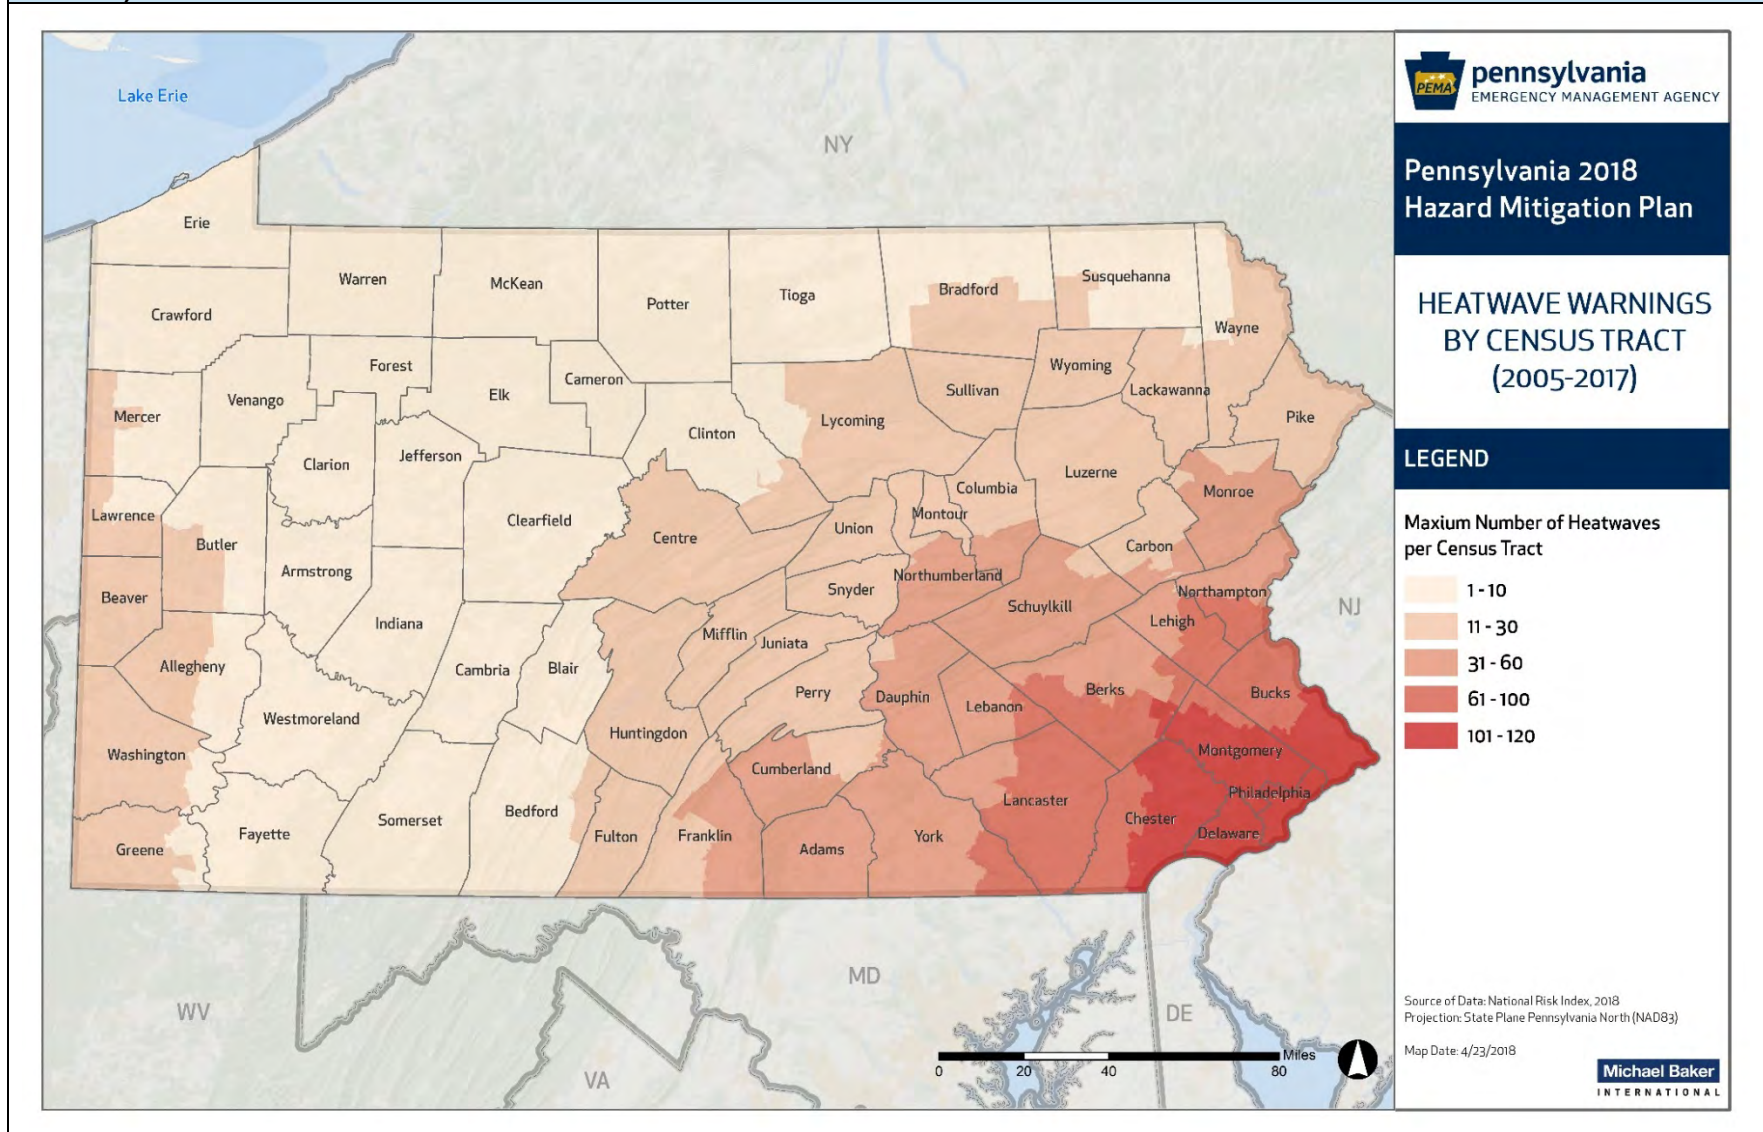 Lake Erie
NY
Erie
Warren
McKean
Potter
Tioga
Bradford
Susquehanna
Wayne
Crawford
Forest
Cameron
Elk
Venango
Mercer
Clarion
Jefferson
Clinton
Lycoming
Sullivan
Wyoming
Lackawanna
Pike
Luzerne
Columbia
Montour
Monroe
Lawrence
Butler
Clearfield
Centre
Union
Carbon
Armstrong
Beaver
Indiana
Snyder
Northumberland
Schuylkill
Northampton
NJ
Lehigh
Mifflin
Juniata
Allegheny
Cambria
Blair
Perry
Dauphin
Lebanon
Berks
Bucks
Westmoreland
Huntingdon
Washington
Cumberland
Montgomery
Philadelphia
Lancaster
Chester
Delaware
Greene
Fayette
Somerset
Bedford
Fulton
Franklin
Adams
York
WV
VA
MD
DE
Miles
0 20 40 80
PEMA
pennsylvania
EMERGENCY MANAGEMENT AGENCY
Pennsylvania 2018
Hazard Mitigation Plan
HEATWAVE WARNINGS
BY CENSUS TRACT
(2005-2017)
LEGEND
Maxium Number of Heatwaves
per Census Tract
1 - 10
11 - 30
31 - 60
61 - 100
101 - 120
Source of Data: National Risk Index, 2018
Projection: State Plane Pennsylvania North (NAD83)
Map Date: 4/23/2018
Michael Baker
INTERNATIONAL